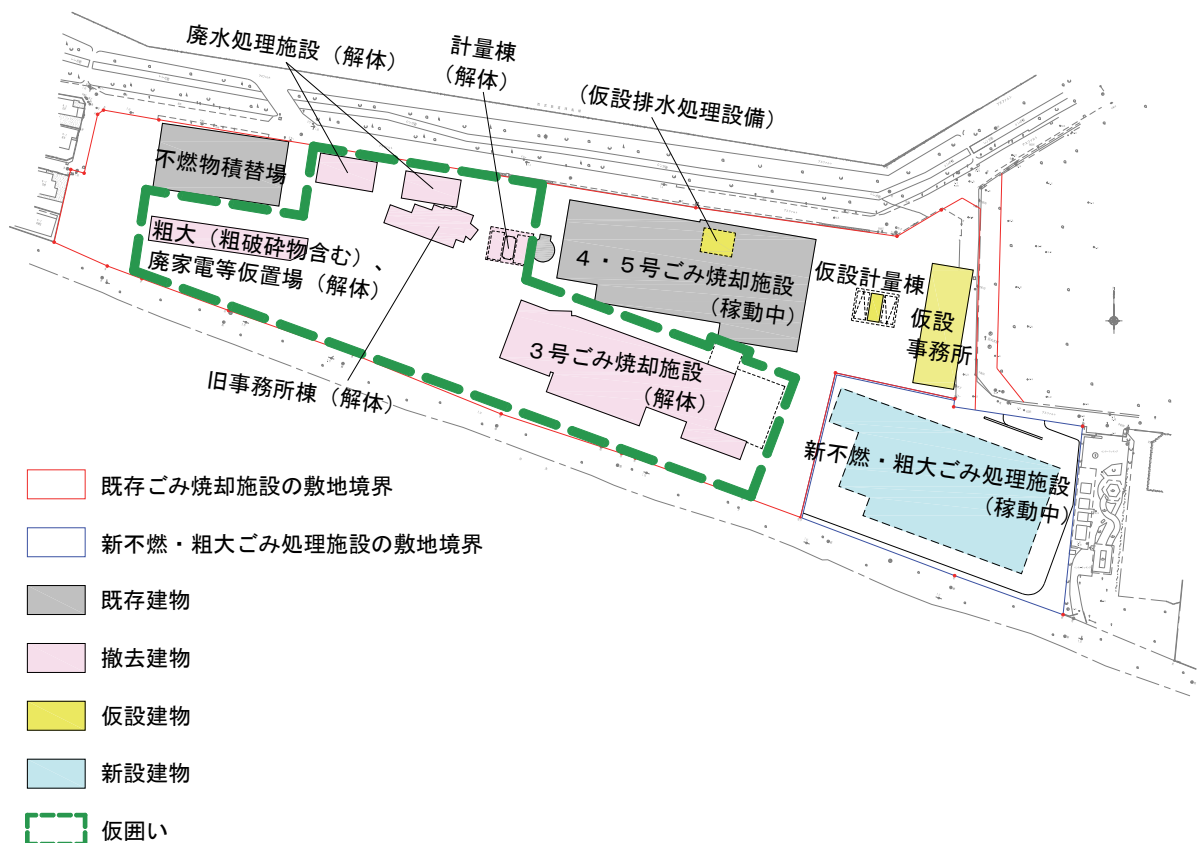 廃水処理施設（解体）
計量棟
（解体）
（仮設排水処理設備）
不燃物積替場
粗大（粗破砕物含む）、
廃家電等仮置場（解体）
４・５号ごみ焼却施設
（稼動中）
仮設計量棟
仮設
事務所
３号ごみ焼却施設
（解体）
旧事務所棟（解体）
新不燃・粗大ごみ処理施設
（稼動中）
既存ごみ焼却施設の敷地境界
新不燃・粗大ごみ処理施設の敷地境界
既存建物
撤去建物
仮設建物
新設建物
仮囲い